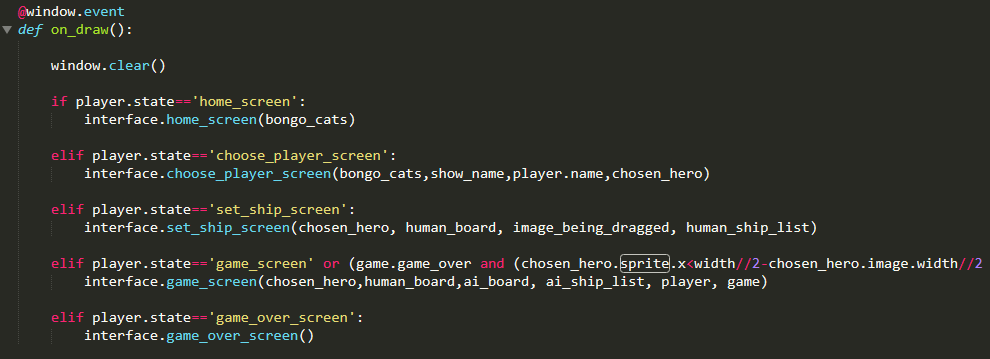 @window.event
def on_draw():
window.clear()
if player.state=='home_screen':
interface.home_screen(bongo_cats)
elif player.state=='choose_player_screen':
interface.choose_player_screen(bongo_cats,show_name,player.name,chosen_hero)
elif player.state=='set_ship_screen':
interface.set_ship_screen(chosen_hero, human_board, image_being_dragged, human_ship_list)
elif player.state=='game_screen' or (game.game_over and (chosen_hero.sprite.x<width//2-chosen_hero.image.width//2
interface.game_screen(chosen_hero,human_board,ai_board, ai_ship_list, player, game)
elif player.state=='game_over_screen':
interface.game_over_screen()